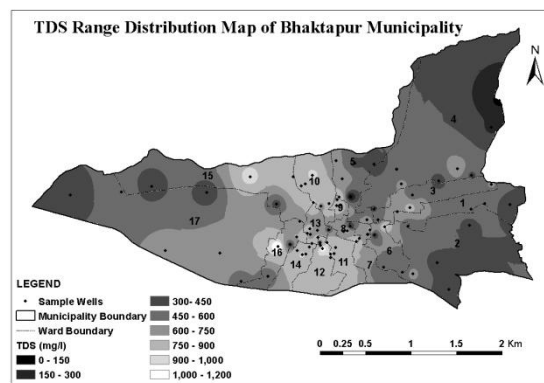 TDS Range Distribution Map of Bhaktapur Municipality
N
4
5
15
10
3
9
1
17
13
8
2
16
6
14
11
7
12
LEGEND
Sample Wells
Municipality Boundary
Ward Boundary
TDS (mg/l)
0 - 150
150 - 300
300- 450
450 - 600
600 - 750
750 - 900
900 - 1,000
1,000 - 1,200
0 0.25 0.5 1 1.5 2
Km